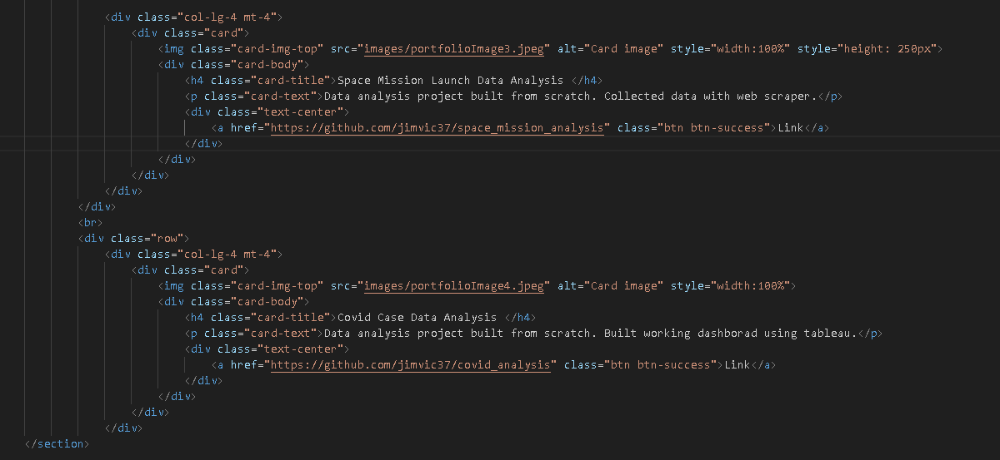 <div class="col-lg-4 mt-4">
<div class="card">
<img class="card-img-top" src="images/portfolioImage3.jpeg" alt="Card image" style="width:100%" style="height: 250px">
<div class="card-body">
<h4 class="card-title">Space Mission Launch Data Analysis </h4>
<p class="card-text">Data analysis project built from scratch. Collected data with web scraper.</p>
<div class="text-center">
<a href="https://github.com/jimvic37/space_mission_analysis" class="btn btn-success">Link</a>
</div>
</div>
</div>
</div>
</div>
<br>
<div class="row">
<div class="col-lg-4 mt-4">
<div class="card">
<img class="card-img-top" src="images/portfolioImage4.jpeg" alt="Card image" style="width:100%">
<div class="card-body">
<h4 class="card-title">Covid Case Data Analysis </h4>
<p class="card-text">Data analysis project built from scratch. Built working dashborad using tableau.</p>
<div class="text-center">
<a href="https://github.com/jimvic37/covid_analysis" class="btn btn-success">Link</a>
</div>
</div>
</div>
</div>
</section>